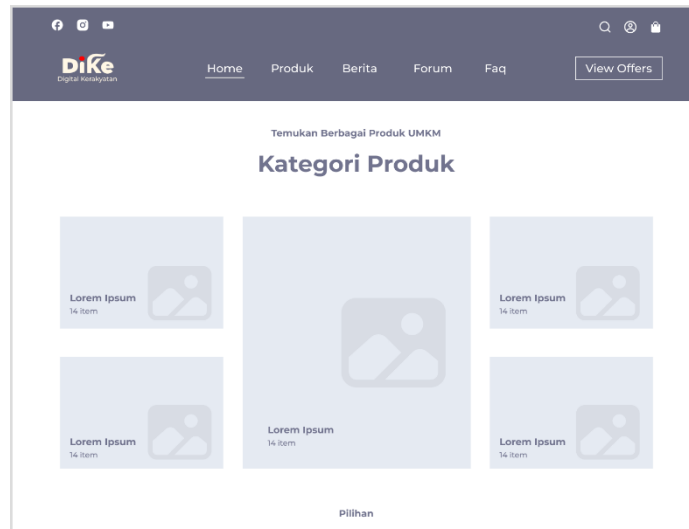 DiKe
Digital Kerakyatan
Home Produk Berita Forum Faq
View Offers
Temukan Berbagai Produk UMKM
Kategori Produk
Lorem Ipsum
14 item
Lorem Ipsum
14 item
Lorem Ipsum
14 item
Lorem Ipsum
14 item
Lorem Ipsum
14 item
Pilihan